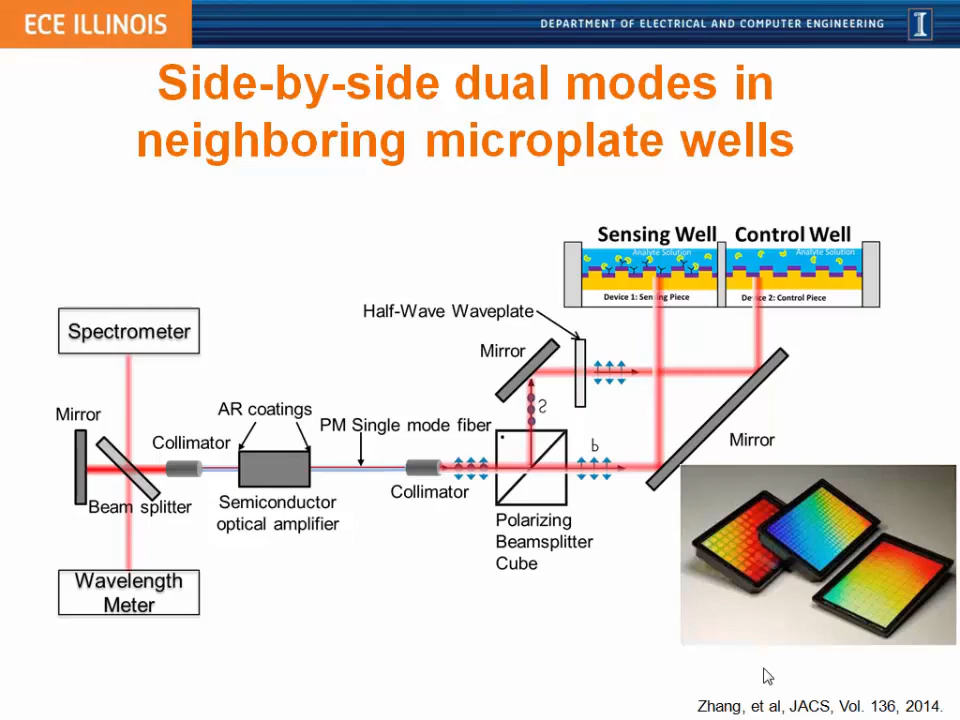 ECE ILLINOIS
DEPARTMENT OF ELECTRICAL AND COMPUTER ENGINEERING
I
Side-by-side dual modes in
neighboring microplate wells
Sensing Well
Control Well
Analyte Solution
Analyte Solution
Device 1: Sensing Piece
Device 2: Control Piece
Half-Wave Waveplate
Spectrometer
Mirror
Mirror
AR coatings
PM Single mode fiber
S
Collimator
P
Mirror
Beam splitter
Semiconductor
optical amplifier
Collimator
Polarizing
Beamsplitter
Cube
Wavelength
Meter
Zhang, et al, JACS, Vol. 136, 2014.